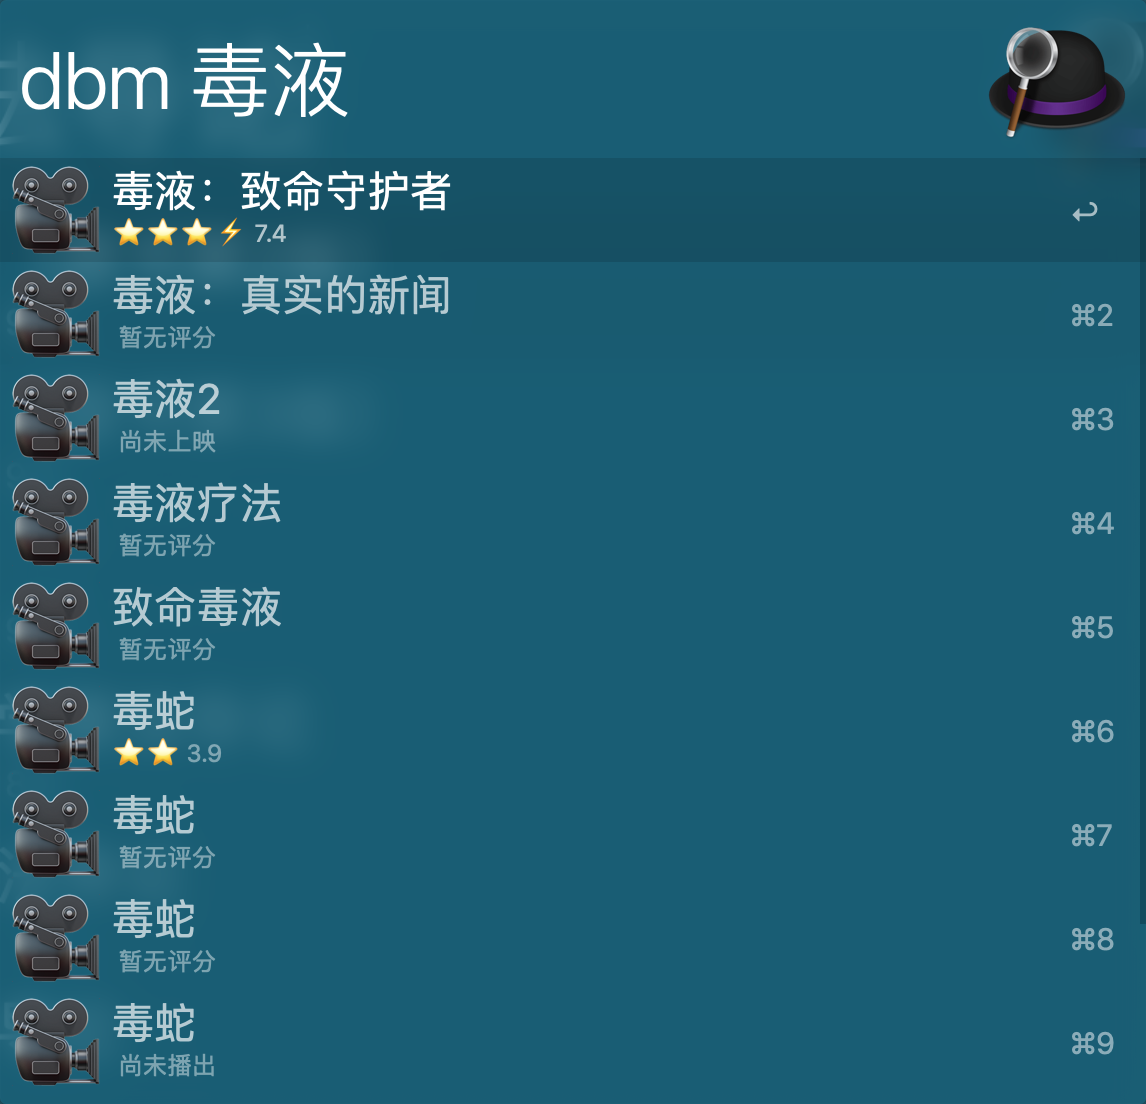 dbm 毒液
毒液：致命守护者
⭐⭐⭐⚡ 7.4
↩
毒液：真实的新闻
暂无评分
⌘2
毒液2
尚未上映
⌘3
毒液疗法
暂无评分
⌘4
致命毒液
暂无评分
⌘5
毒蛇
⭐⭐ 3.9
⌘6
毒蛇
暂无评分
⌘7
毒蛇
暂无评分
⌘8
毒蛇
尚未播出
⌘9